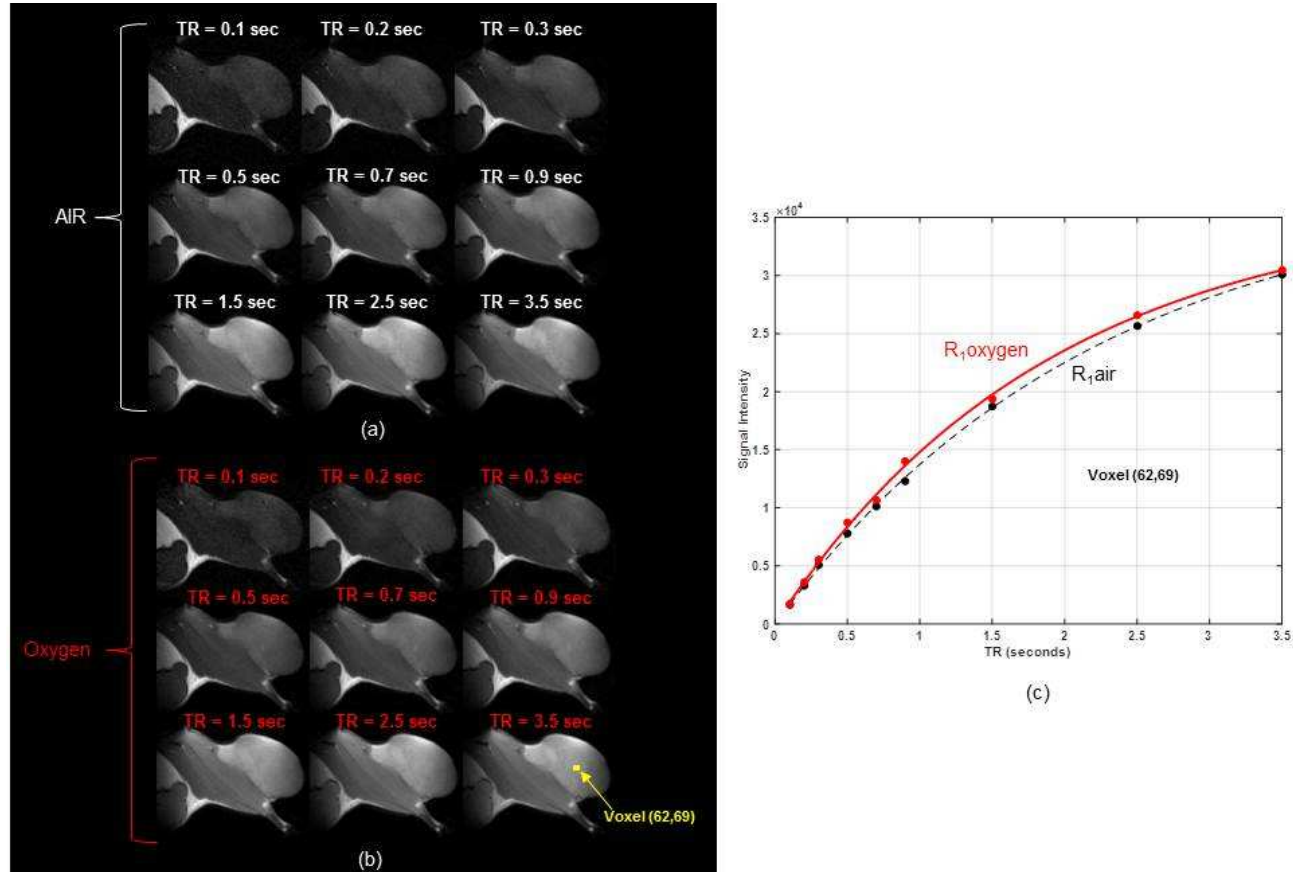 TR = 0.1 sec TR = 0.2 sec TR = 0.3 sec
TR = 0.5 sec TR = 0.7 sec TR = 0.9 sec
AIR
TR = 1.5 sec TR = 2.5 sec TR = 3.5 sec
(a)
TR = 0.1 sec TR = 0.2 sec TR = 0.3 sec
TR = 0.5 sec TR = 0.7 sec TR = 0.9 sec
Oxygen
TR = 1.5 sec TR = 2.5 sec TR = 3.5 sec
Voxel (62,69)
(b)
×10⁴
3.5
3
2.5
2
1.5
1
0.5
0
Signal Intensity
R₁oxygen
R₁air
Voxel (62,69)
0 0.5 1 1.5 2 2.5 3 3.5
TR (seconds)
(c)